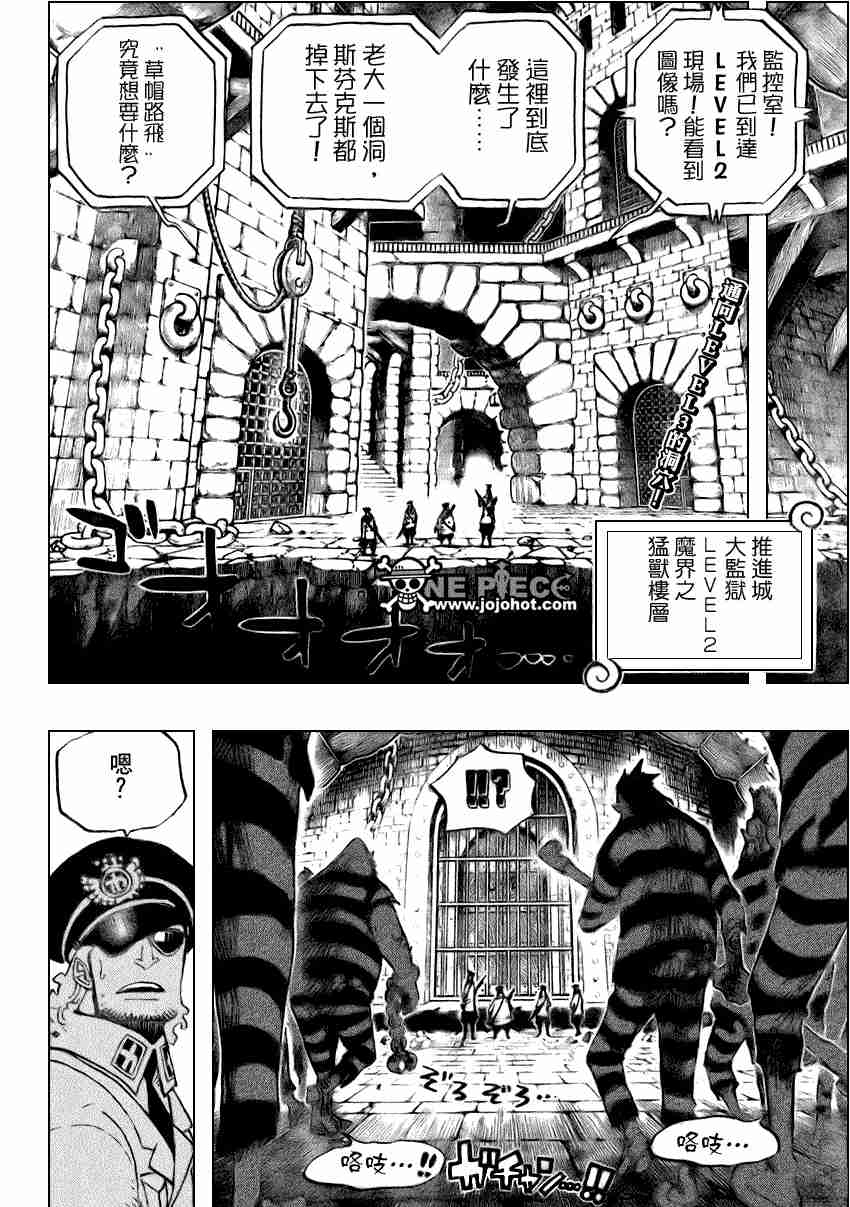 監控室！
我們已到達
LEVEL2
現場！能看到
圖像嗎？
這裡到底
發生了
什麼……
老大一個洞，
斯芬克斯都
掉下去了！
"草帽路飛"
究竟想要什麼？
通向LEVEL3的洞穴！
推進城
大監獄
LEVEL2
魔界之
猛獸樓層
ゴオオオオ
ONE PIECE
www.jojohot.com
!!?
ぞろぞろ…
咯吱…
ガチャン…!!
咯吱…!!
嗯？